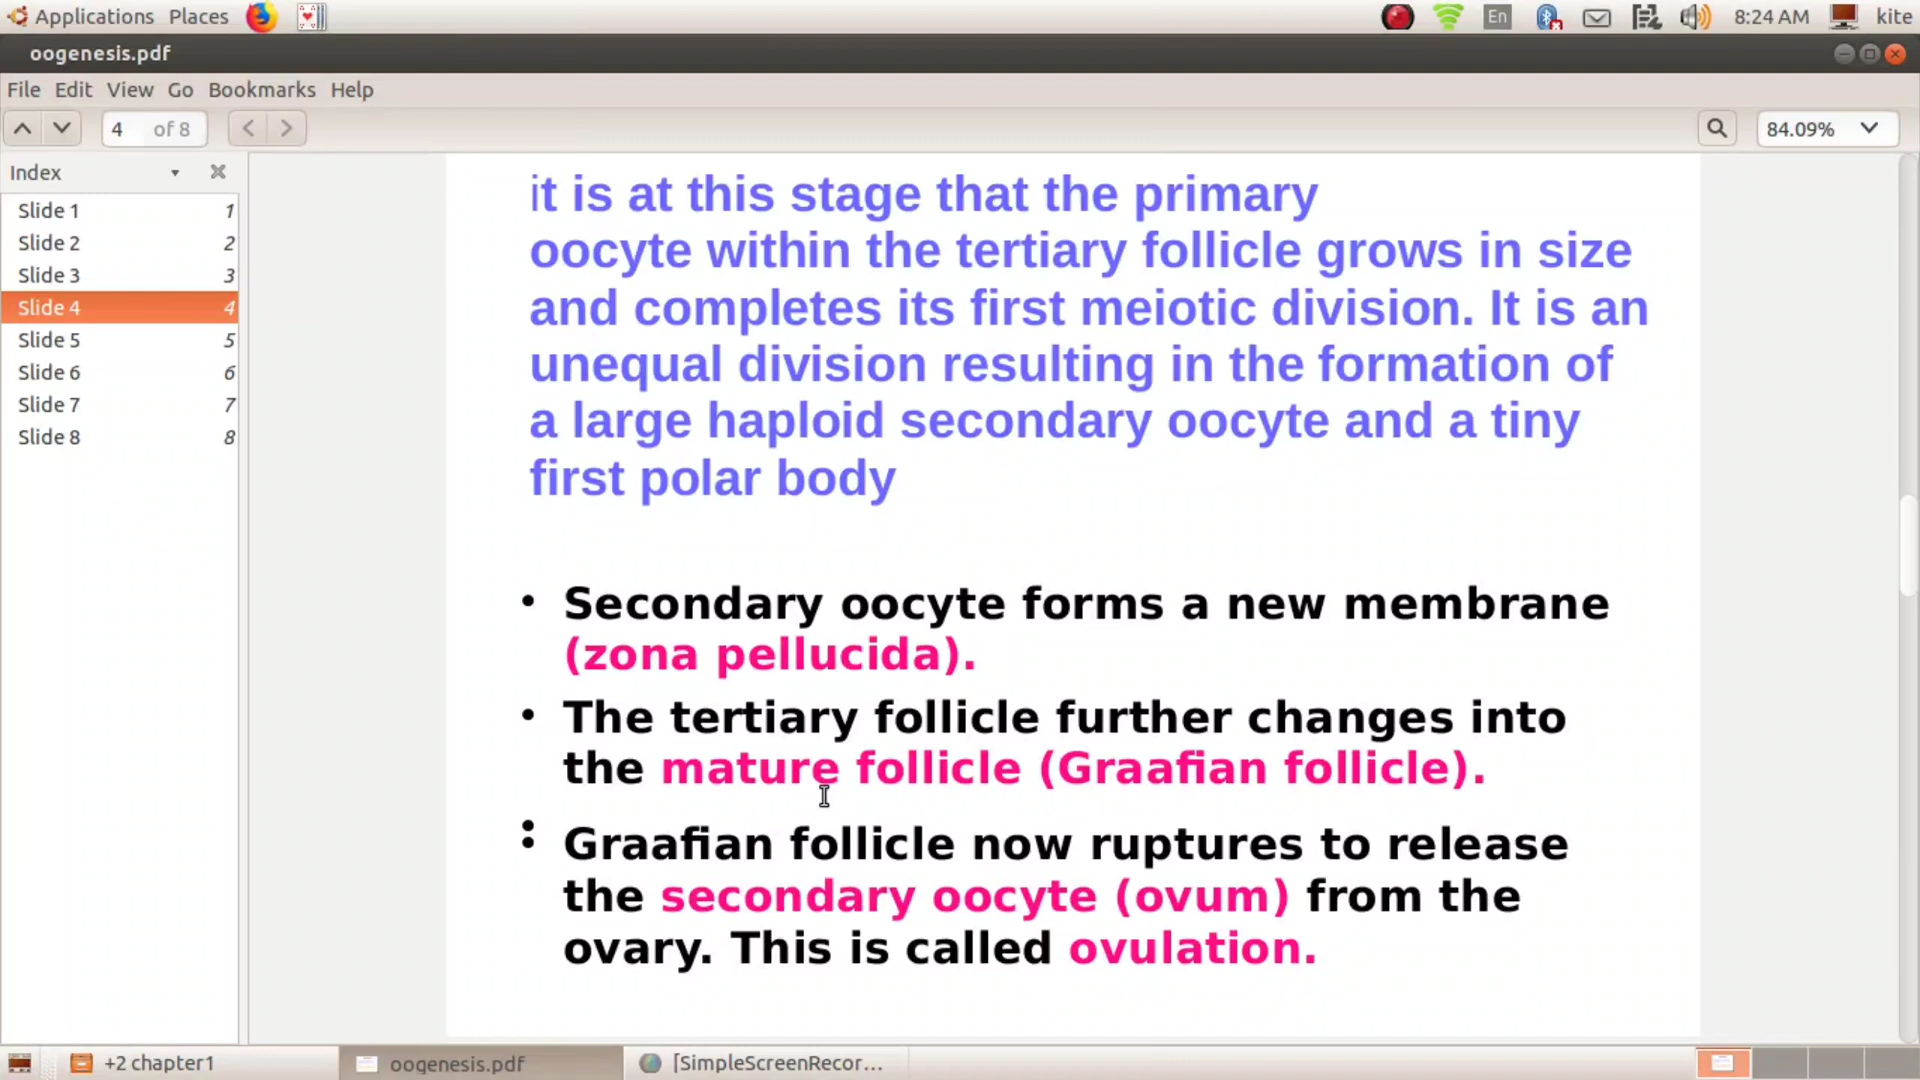 Applications Places En 8:24 AM kite
oogenesis.pdf
File Edit View Go Bookmarks Help
4 of 8 84.09%
Index
Slide 1 1
Slide 2 2
Slide 3 3
Slide 4 4
Slide 5 5
Slide 6 6
Slide 7 7
Slide 8 8
it is at this stage that the primary
oocyte within the tertiary follicle grows in size
and completes its first meiotic division. It is an
unequal division resulting in the formation of
a large haploid secondary oocyte and a tiny
first polar body
• Secondary oocyte forms a new membrane
(zona pellucida).
• The tertiary follicle further changes into
the mature follicle (Graafian follicle).
•
• Graafian follicle now ruptures to release
the secondary oocyte (ovum) from the
ovary. This is called ovulation.
+2 chapter1 oogenesis.pdf [SimpleScreenRecor...